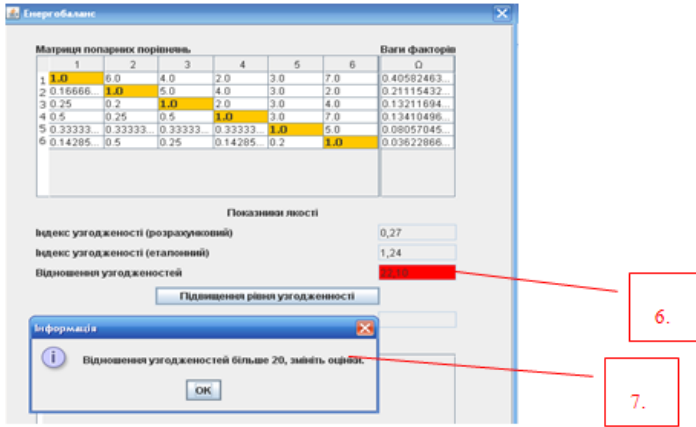 Енергобаланс
Матриця попарних порівнянь Ваги факторів
1 2 3 4 5 6 Ω
1 1.0 6.0 4.0 2.0 3.0 7.0 0.40582463...
2 0.16666... 1.0 5.0 4.0 3.0 2.0 0.21115432...
3 0.25 0.2 1.0 2.0 3.0 4.0 0.13211694...
4 0.5 0.25 0.5 1.0 3.0 7.0 0.13410496...
5 0.33333... 0.33333... 0.33333... 0.33333... 1.0 5.0 0.08057045...
6 0.14285... 0.5 0.25 0.14285... 0.2 1.0 0.03622866...
Показники якості
Індекс узгодженості (розрахунковий) 0,27
Індекс узгодженості (еталонний) 1,24
Відношення узгодженостей 22,10
Підвищення рівня узгодженності
6.
Інформація
Відношення узгодженостей більше 20, змініть оцінки.
OK
7.